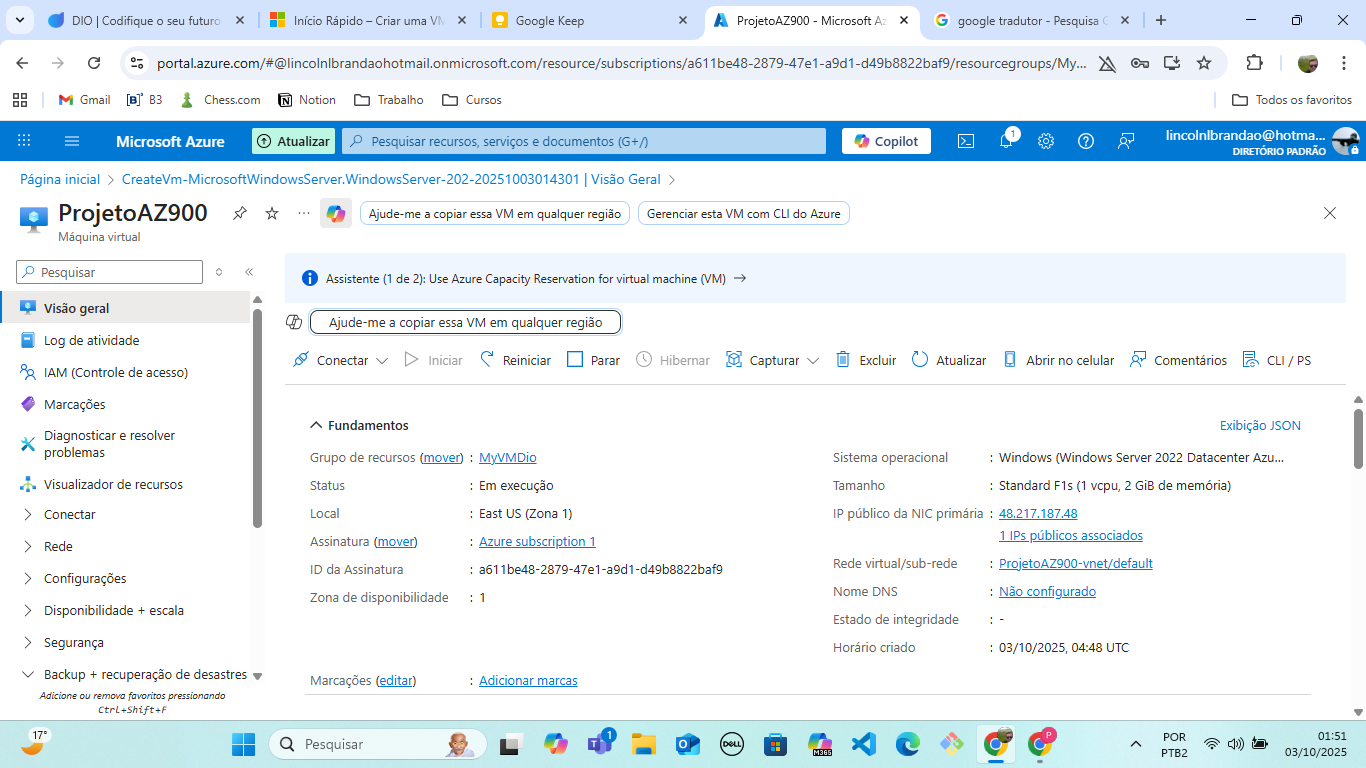 DIO | Codifique o seu futuro
Início Rápido – Criar uma VM
Google Keep
ProjetoAZ900 - Microsoft Az
google tradutor - Pesquisa G
portal.azure.com/#@lincolnlbrandaohotmail.onmicrosoft.com/resource/subscriptions/a611be48-2879-47e1-a9d1-d49b8822baf9/resourcegroups/My...
Gmail
B3
Chess.com
Notion
Trabalho
Cursos
Todos os favoritos
Microsoft Azure
Atualizar
Pesquisar recursos, serviços e documentos (G+/)
Copilot
1
lincolnlbrandao@hotma...
DIRETÓRIO PADRÃO
Página inicial > CreateVm-MicrosoftWindowsServer.WindowsServer-202-20251003014301 | Visão Geral >
ProjetoAZ900
Máquina virtual
Ajude-me a copiar essa VM em qualquer região
Gerenciar esta VM com CLI do Azure
Pesquisar
Visão geral
Log de atividade
IAM (Controle de acesso)
Marcações
Diagnosticar e resolver
problemas
Visualizador de recursos
Conectar
Rede
Configurações
Disponibilidade + escala
Segurança
Backup + recuperação de desastres
Adicione ou remova favoritos pressionando
Ctrl+Shift+F
Assistente (1 de 2): Use Azure Capacity Reservation for virtual machine (VM) →
Ajude-me a copiar essa VM em qualquer região
Conectar
Iniciar
Reiniciar
Parar
Hibernar
Capturar
Excluir
Atualizar
Abrir no celular
Comentários
CLI / PS
Fundamentos
Exibição JSON
Grupo de recursos (mover) : MyVMDio
Status : Em execução
Local : East US (Zona 1)
Assinatura (mover) : Azure subscription 1
ID da Assinatura : a611be48-2879-47e1-a9d1-d49b8822baf9
Zona de disponibilidade : 1
Sistema operacional : Windows (Windows Server 2022 Datacenter Azu...
Tamanho : Standard F1s (1 vcpu, 2 GiB de memória)
IP público da NIC primária : 48.217.187.48
1 IPs públicos associados
Rede virtual/sub-rede : ProjetoAZ900-vnet/default
Nome DNS : Não configurado
Estado de integridade : -
Horário criado : 03/10/2025, 04:48 UTC
Marcações (editar) : Adicionar marcas
17°
Pesquisar
1
DELL
M365
P
POR
PTB2
01:51
03/10/2025